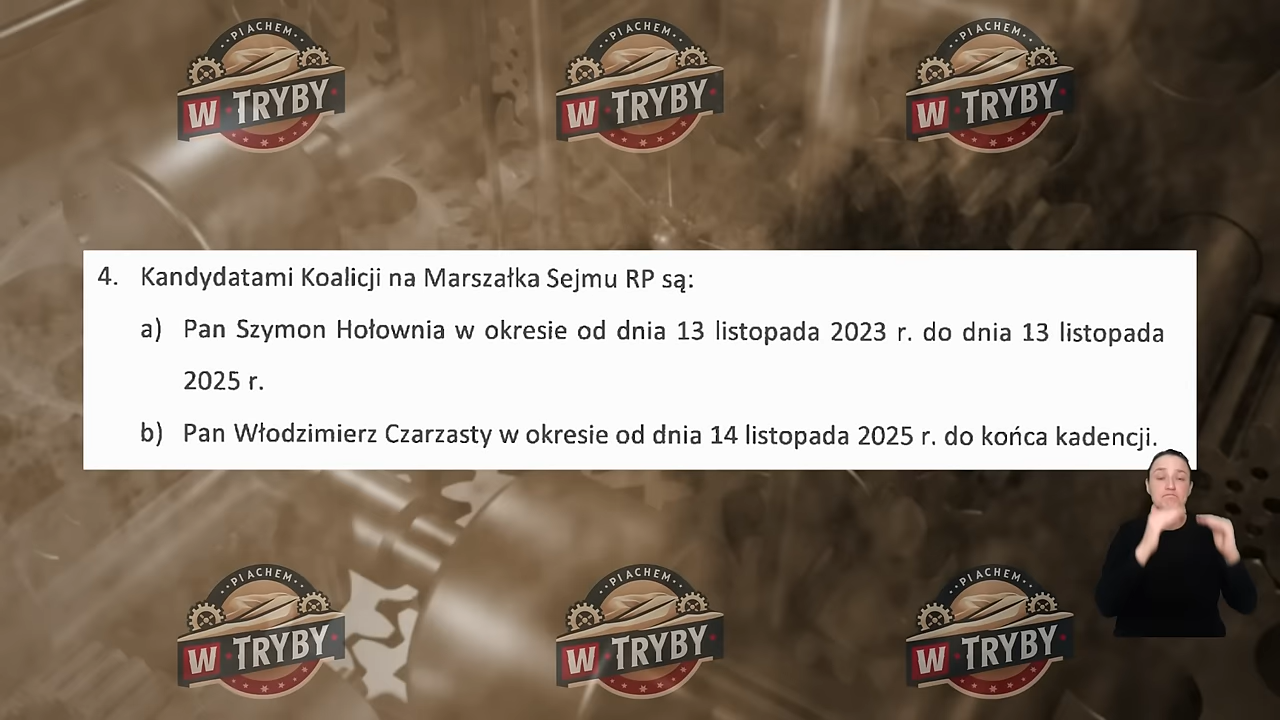 ·PIACHEM·
W TRYBY
·PIACHEM·
W TRYBY
·PIACHEM·
W TRYBY
4. Kandydatami Koalicji na Marszałka Sejmu RP są:
a) Pan Szymon Hołownia w okresie od dnia 13 listopada 2023 r. do dnia 13 listopada
2025 r.
b) Pan Włodzimierz Czarzasty w okresie od dnia 14 listopada 2025 r. do końca kadencji.
·PIACHEM·
W TRYBY
·PIACHEM·
W TRYBY
·PIACHEM·
W TRYBY